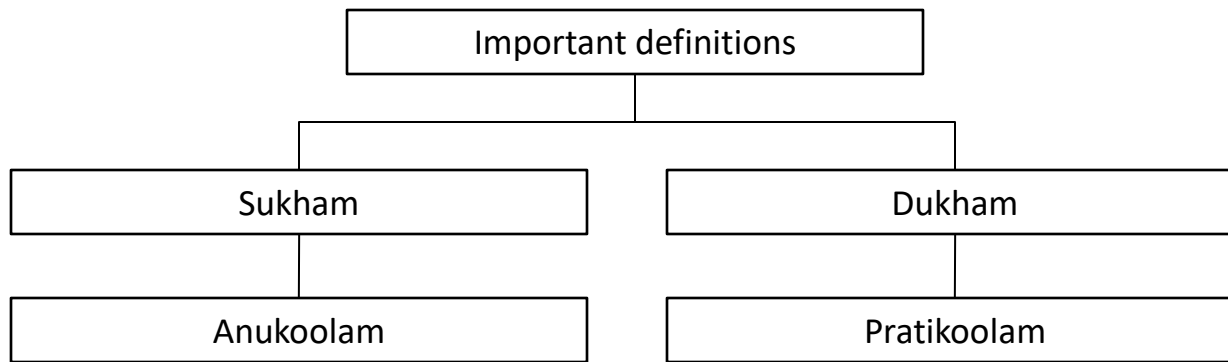 Important definitions
Sukham
Dukham
Anukoolam
Pratikoolam